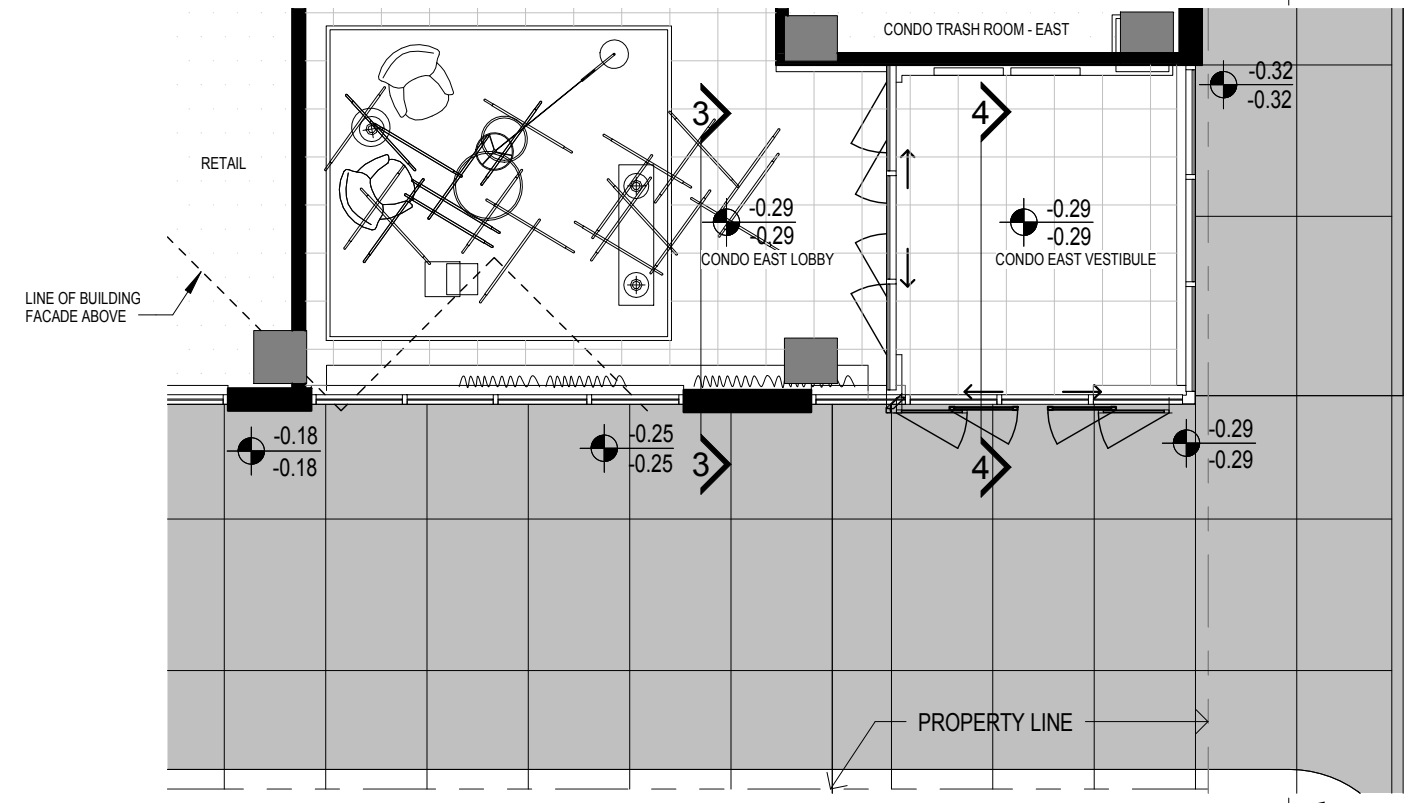 CONDO TRASH ROOM - EAST
-0.32
-0.32
3
4
RETAIL
-0.29
-0.29
CONDO EAST LOBBY
-0.29
-0.29
CONDO EAST VESTIBULE
LINE OF BUILDING
FACADE ABOVE
-0.18
-0.18
-0.25
-0.25
3
4
-0.29
-0.29
PROPERTY LINE